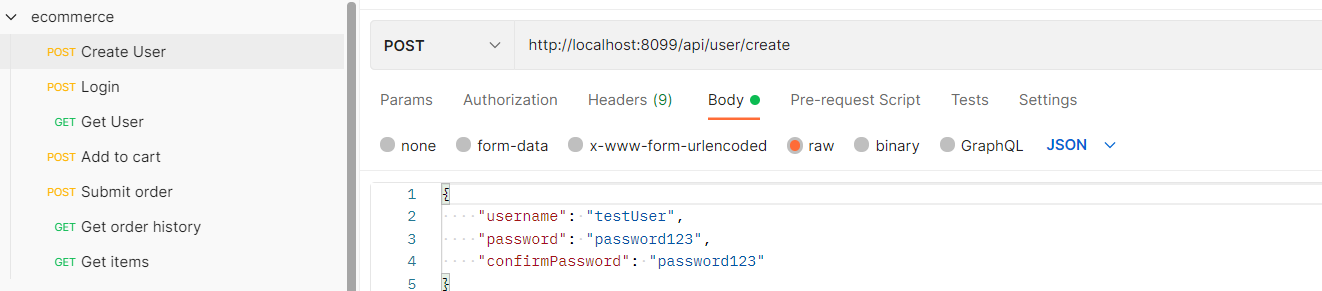 ecommerce
POST Create User
POST Login
GET Get User
POST Add to cart
POST Submit order
GET Get order history
GET Get items
POST http://localhost:8099/api/user/create
Params Authorization Headers (9) Body Pre-request Script Tests Settings
none form-data x-www-form-urlencoded raw binary GraphQL JSON
1 {
2 "username": "testUser",
3 "password": "password123",
4 "confirmPassword": "password123"
5 }